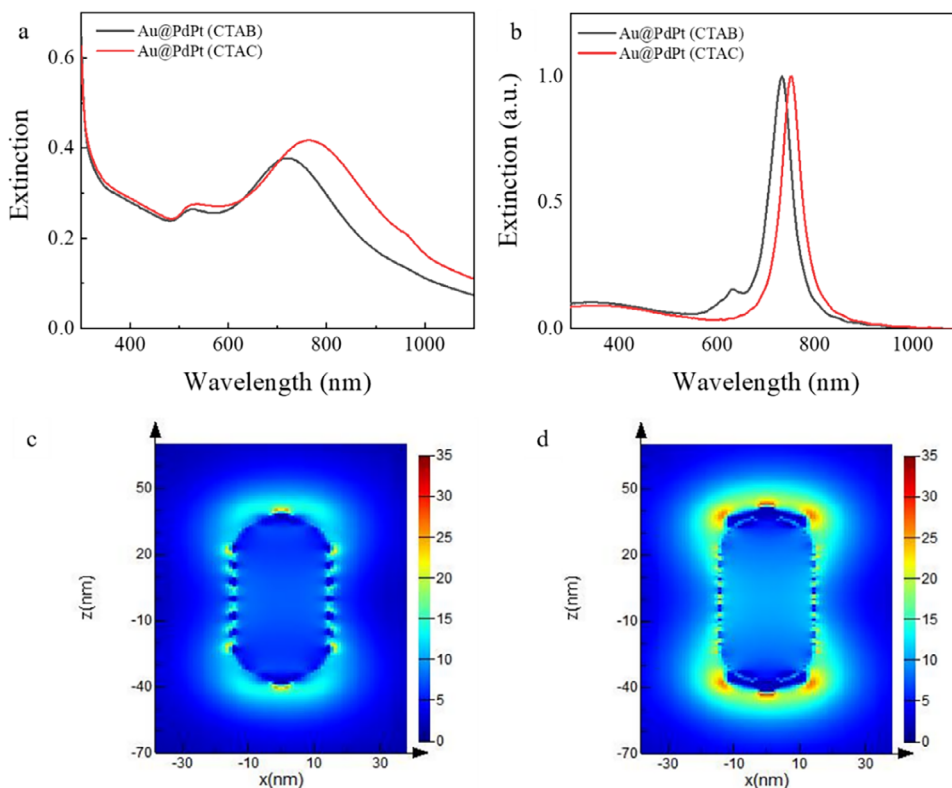 a
Au@PdPt (CTAB)
Au@PdPt (CTAC)
Extinction
0.6
0.4
0.2
0.0
400 600 800 1000
Wavelength (nm)
b
Au@PdPt (CTAB)
Au@PdPt (CTAC)
Extinction (a.u.)
1.0
0.5
0.0
400 600 800 1000
Wavelength (nm)
c
z(nm)
50
20
-10
-40
-70
-30 -10 10 30
x(nm)
35
30
25
20
15
10
5
0
d
z(nm)
50
20
-10
-40
-70
-30 -10 10 30
x(nm)
35
30
25
20
15
10
5
0